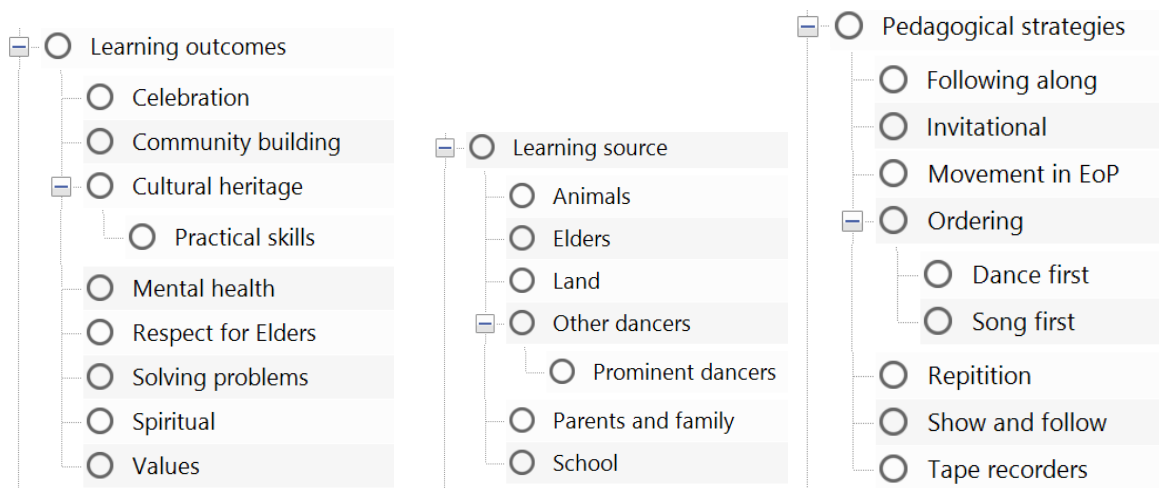 Learning outcomes
Celebration
Community building
Cultural heritage
Practical skills
Mental health
Respect for Elders
Solving problems
Spiritual
Values
Learning source
Animals
Elders
Land
Other dancers
Prominent dancers
Parents and family
School
Pedagogical strategies
Following along
Invitational
Movement in EoP
Ordering
Dance first
Song first
Repitition
Show and follow
Tape recorders